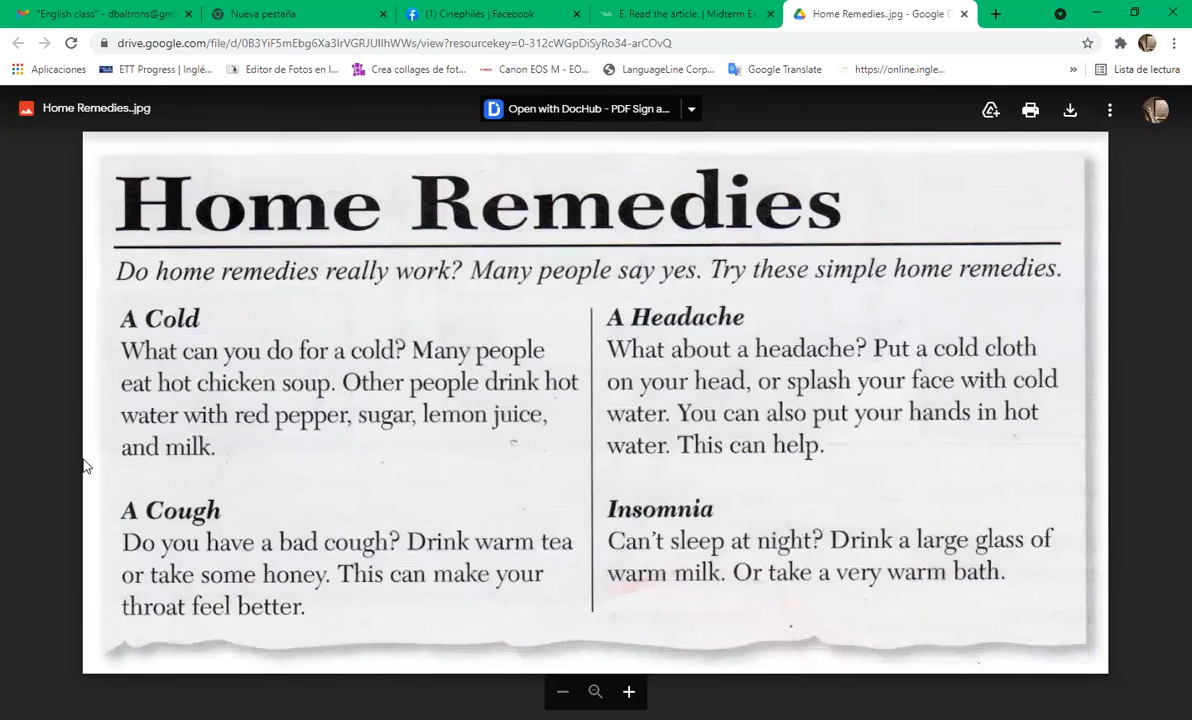 "English class" - dbaltrons@gm
Nueva pestaña
(1) Cinephiles | Facebook
E. Read the article. | Midterm Ex
Home Remedies..jpg - Google D
drive.google.com/file/d/0B3YiF5mEbg6Xa3lrVGRJUllhWWs/view?resourcekey=0-312cWGpDiSyRo34-arCOvQ
Aplicaciones
ETT Progress | Inglé...
Editor de Fotos en l...
Crea collages de fot...
Canon EOS M - EO...
LanguageLine Corp...
Google Translate
https://online.ingle...
»
Lista de lectura
Home Remedies..jpg
Open with DocHub - PDF Sign a...
Home Remedies
Do home remedies really work? Many people say yes. Try these simple home remedies.
A Cold
What can you do for a cold? Many people
eat hot chicken soup. Other people drink hot
water with red pepper, sugar, lemon juice,
and milk.
A Cough
Do you have a bad cough? Drink warm tea
or take some honey. This can make your
throat feel better.
A Headache
What about a headache? Put a cold cloth
on your head, or splash your face with cold
water. You can also put your hands in hot
water. This can help.
Insomnia
Can't sleep at night? Drink a large glass of
warm milk. Or take a very warm bath.